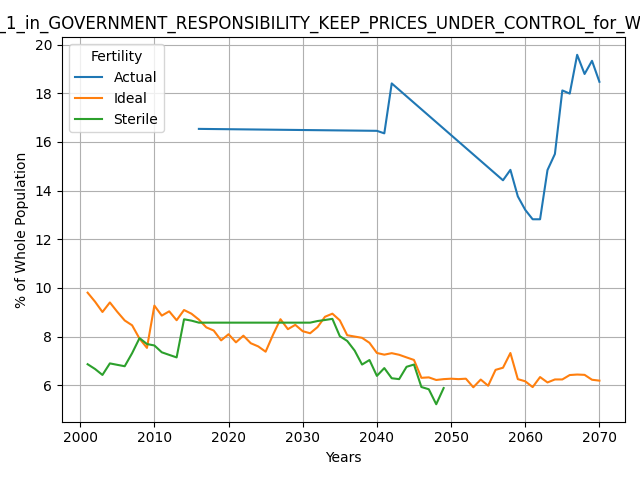 _1_in_GOVERNMENT_RESPONSIBILITY_KEEP_PRICES_UNDER_CONTROL_for_W
Fertility
Actual
Ideal
Sterile
% of Whole Population
20
18
16
14
12
10
8
6
2000 2010 2020 2030 2040 2050 2060 2070
Years